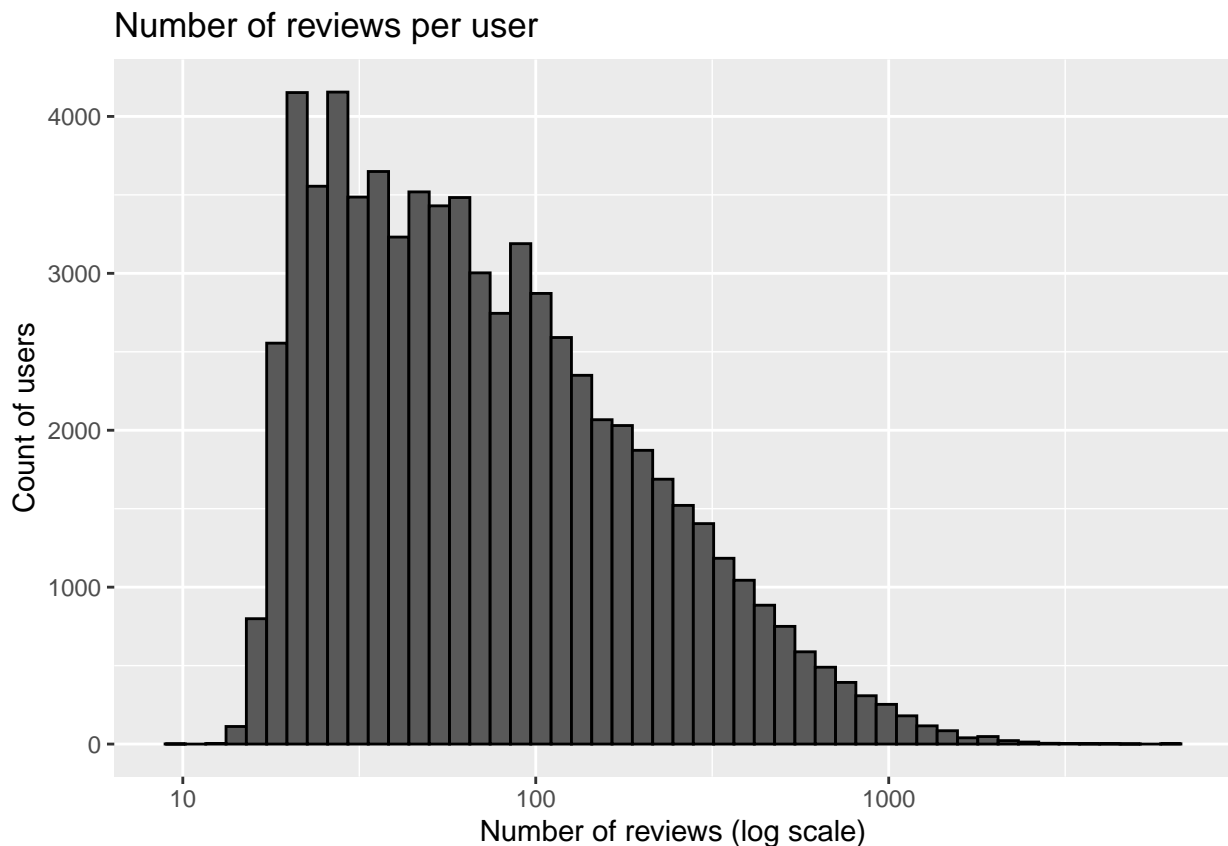 Number of reviews per user
4000
3000
2000
1000
0
Count of users
10 100 1000
Number of reviews (log scale)